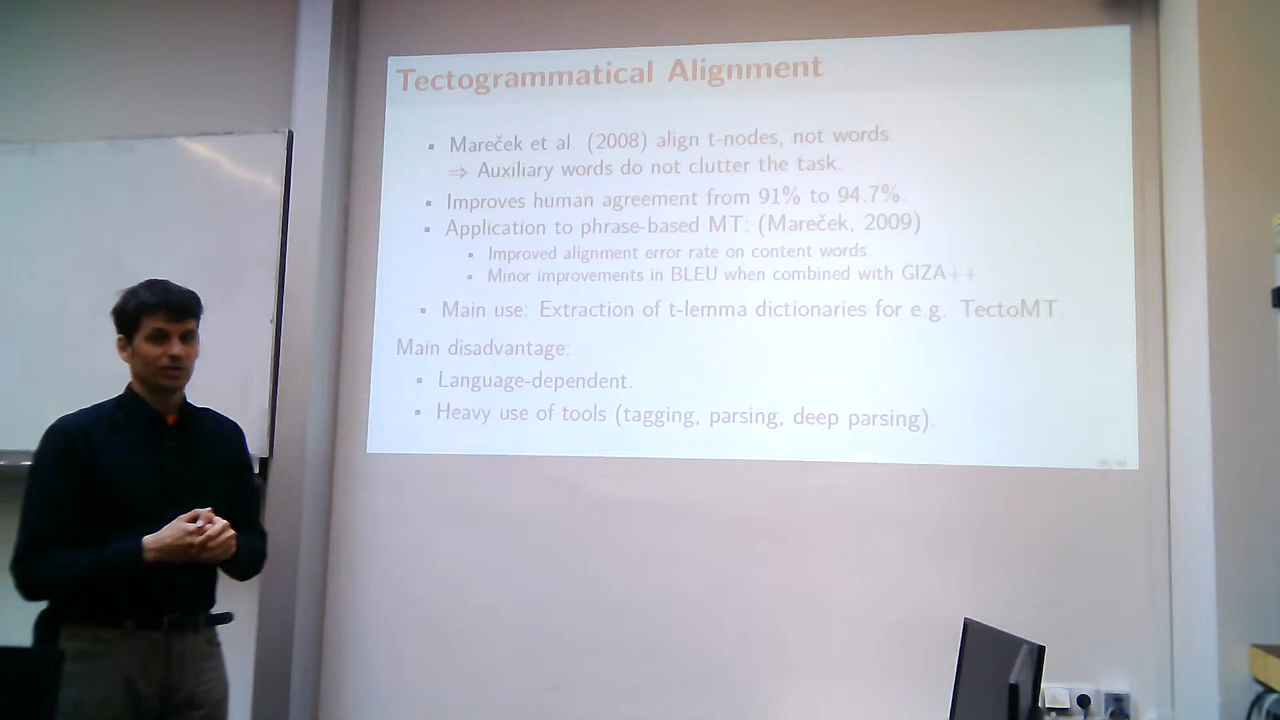 Tectogrammatical Alignment
▪ Mareček et al. (2008) align t-nodes, not words.
⇒ Auxiliary words do not clutter the task.
▪ Improves human agreement from 91% to 94.7%.
▪ Application to phrase-based MT: (Mareček, 2009)
▪ Improved alignment error rate on content words
▪ Minor improvements in BLEU when combined with GIZA++
▪ Main use: Extraction of t-lemma dictionaries for e.g. TectoMT.
Main disadvantage:
▪ Language-dependent.
▪ Heavy use of tools (tagging, parsing, deep parsing).